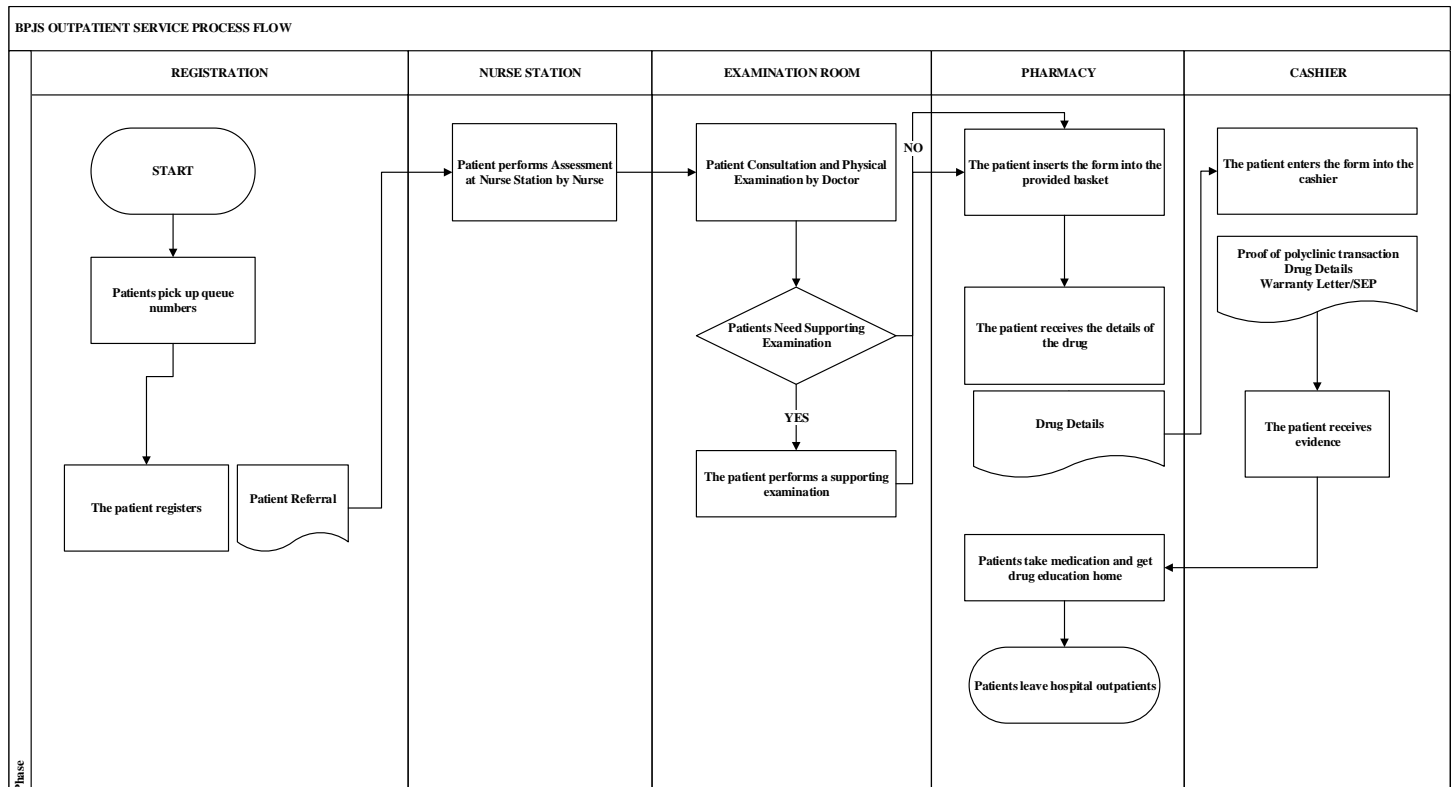 BPJS OUTPATIENT SERVICE PROCESS FLOW
Phase
REGISTRATION
NURSE STATION
EXAMINATION ROOM
PHARMACY
CASHIER
START
Patients pick up queue
numbers
The patient registers
Patient Referral
Patient performs Assessment
at Nurse Station by Nurse
Patient Consultation and Physical
Examination by Doctor
Patients Need Supporting
Examination
NO
YES
The patient performs a supporting
examination
The patient inserts the form into the
provided basket
The patient receives the details of
the drug
Drug Details
The patient enters the form into the
cashier
Proof of polyclinic transaction
Drug Details
Warranty Letter/SEP
The patient receives
evidence
Patients take medication and get
drug education home
Patients leave hospital outpatients